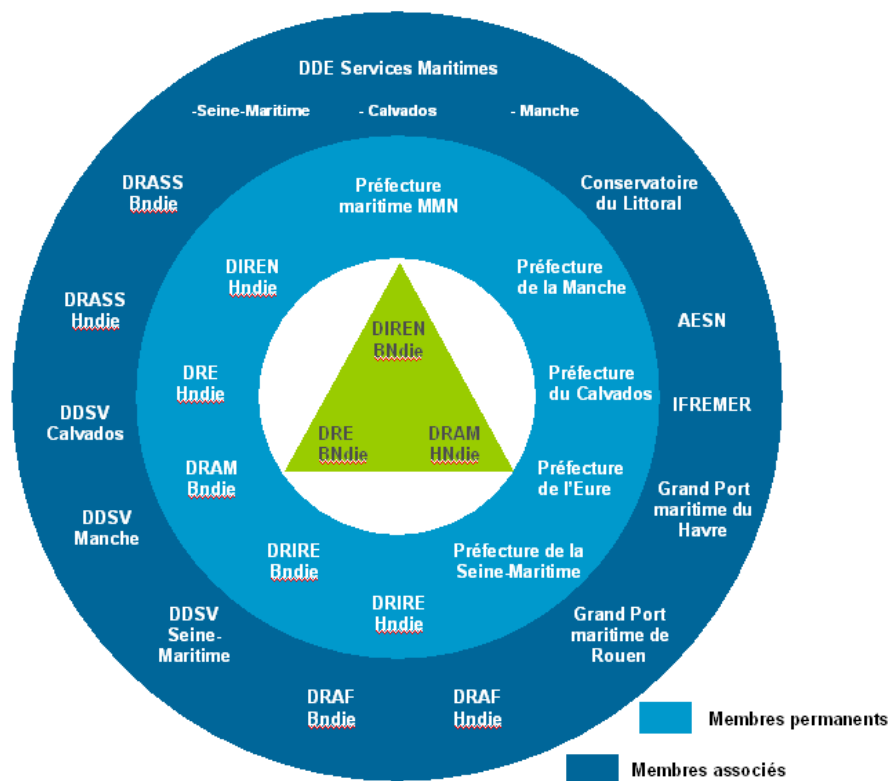 DDE Services Maritimes
-Seine-Maritime - Calvados - Manche
DRASS
Bndie
Conservatoire
du Littoral
Préfecture
maritime MMN
DIREN
Hndie
Préfecture
de la Manche
DRASS
Hndie
AESN
DIREN
BNdie
DRE
Hndie
Préfecture
du Calvados
IFREMER
DDSV
Calvados
DRE
BNdie
DRAM
HNdie
DRAM
Bndie
Préfecture
de l'Eure
Grand Port
maritime du
Havre
DDSV
Manche
DRIRE
Bndie
Préfecture de la
Seine-Maritime
DRIRE
Hndie
DDSV
Seine-
Maritime
Grand Port
maritime de
Rouen
DRAF
Bndie
DRAF
Hndie
Membres permanents
Membres associés